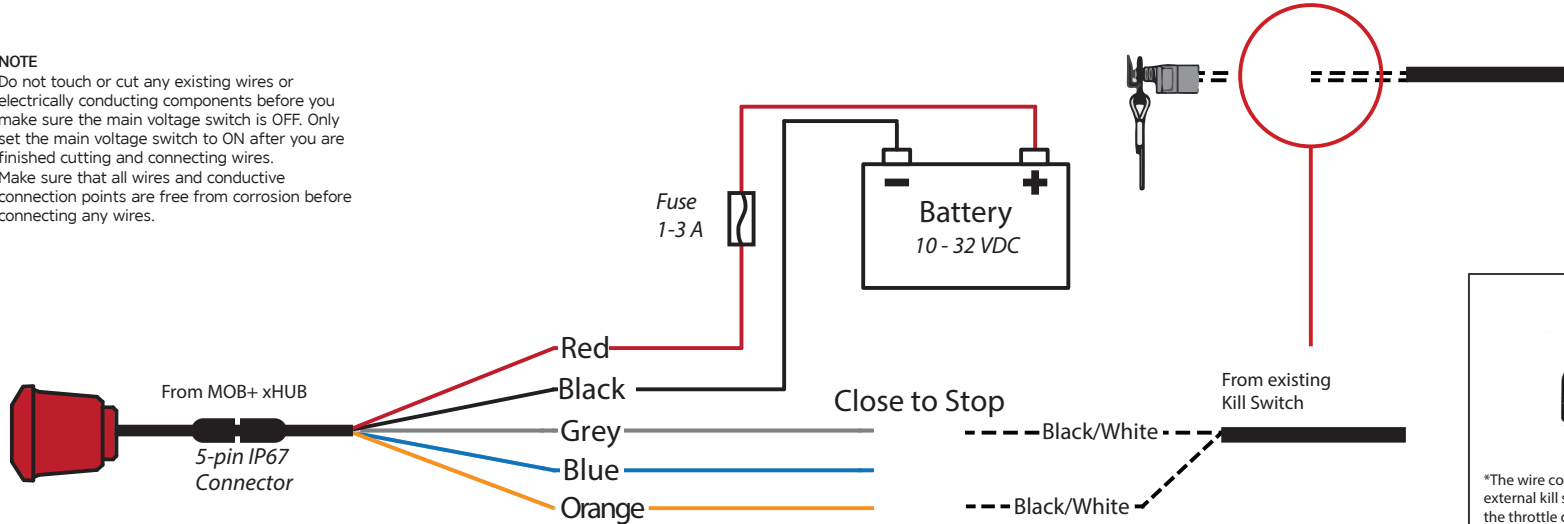 NOTE
Do not touch or cut any existing wires or
electrically conducting components before you
make sure the main voltage switch is OFF. Only
set the main voltage switch to ON after you are
finished cutting and connecting wires.
Make sure that all wires and conductive
connection points are free from corrosion before
connecting any wires.
Fuse
1-3 A
Battery
10 - 32 VDC
From MOB+ xHUB
5-pin IP67
Connector
Red
Black
Grey
Blue
Orange
Close to Stop
Black/White
Black/White
From existing
Kill Switch
*The wire co
external kill s
the throttle c